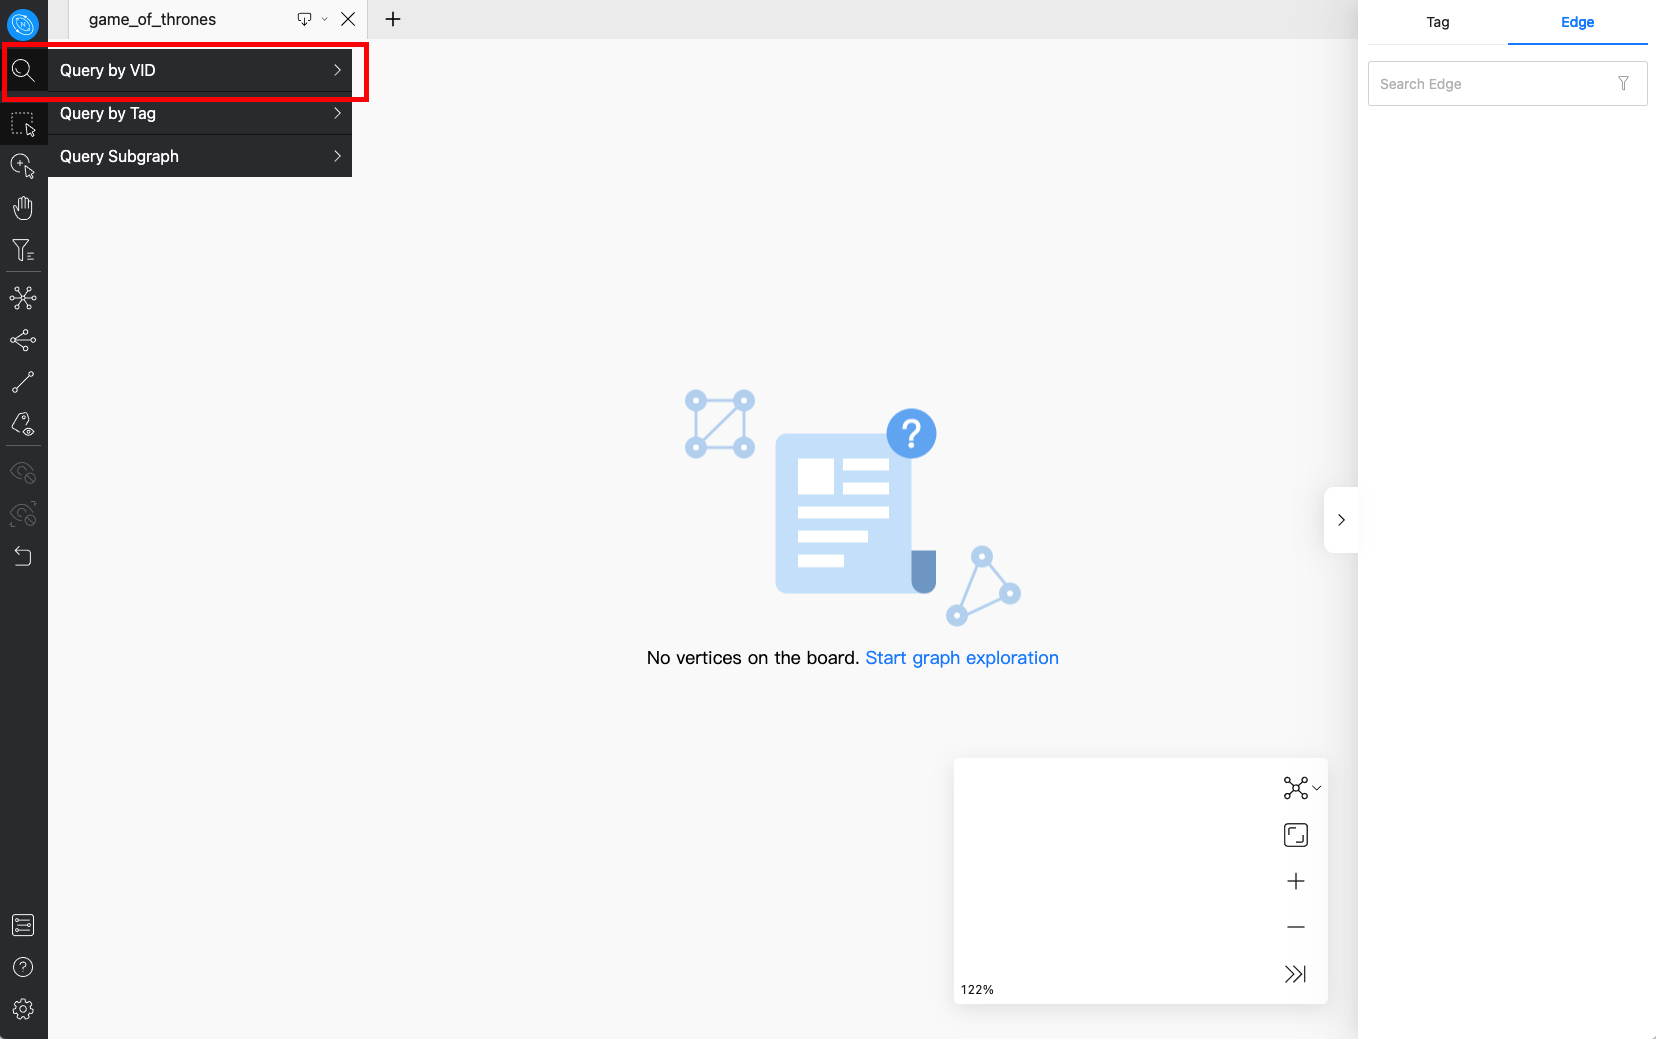 game_of_thrones
Tag
Edge
Query by VID
Search Edge
Query by Tag
Query Subgraph
No vertices on the board. Start graph exploration
122%